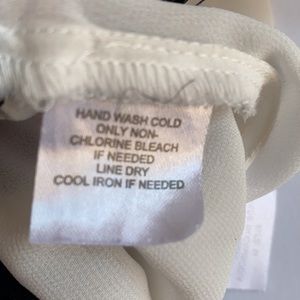 HAND WASH COLD
ONLY NON-
CHLORINE BLEACH
IF NEEDED
LINE DRY
COOL IRON IF NEEDED